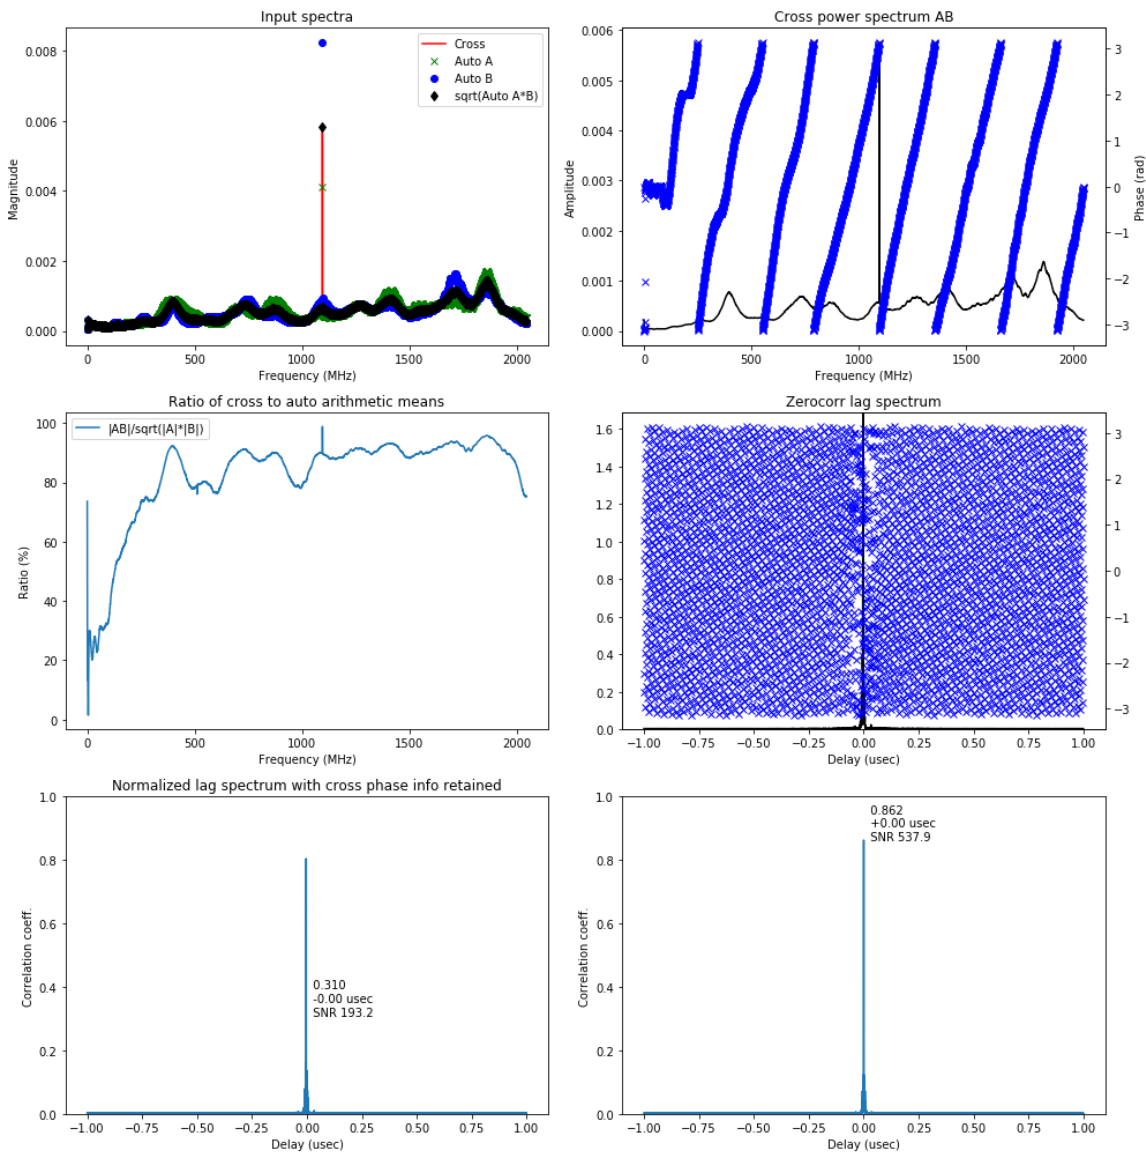 Input spectra
0.008
0.006
0.004
0.002
0.000
Magnitude
Cross
Auto A
Auto B
sqrt(Auto A*B)
0 500 1000 1500 2000
Frequency (MHz)
Cross power spectrum AB
0.006
0.005
0.004
0.003
0.002
0.001
0.000
Amplitude
3
2
1
0
−1
−2
−3
Phase (rad)
0 500 1000 1500 2000
Frequency (MHz)
Ratio of cross to auto arithmetic means
100
80
60
40
20
0
Ratio (%)
|AB|/sqrt(|A|*|B|)
0 500 1000 1500 2000
Frequency (MHz)
Zerocorr lag spectrum
1.6
1.4
1.2
1.0
0.8
0.6
0.4
0.2
0.0
3
2
1
0
−1
−2
−3
−1.00 −0.75 −0.50 −0.25 0.00 0.25 0.50 0.75 1.00
Delay (usec)
Normalized lag spectrum with cross phase info retained
1.0
0.8
0.6
0.4
0.2
0.0
Correlation coeff.
0.310
-0.00 usec
SNR 193.2
−1.00 −0.75 −0.50 −0.25 0.00 0.25 0.50 0.75 1.00
Delay (usec)
1.0
0.8
0.6
0.4
0.2
0.0
Correlation coeff.
0.862
+0.00 usec
SNR 537.9
−1.00 −0.75 −0.50 −0.25 0.00 0.25 0.50 0.75 1.00
Delay (usec)